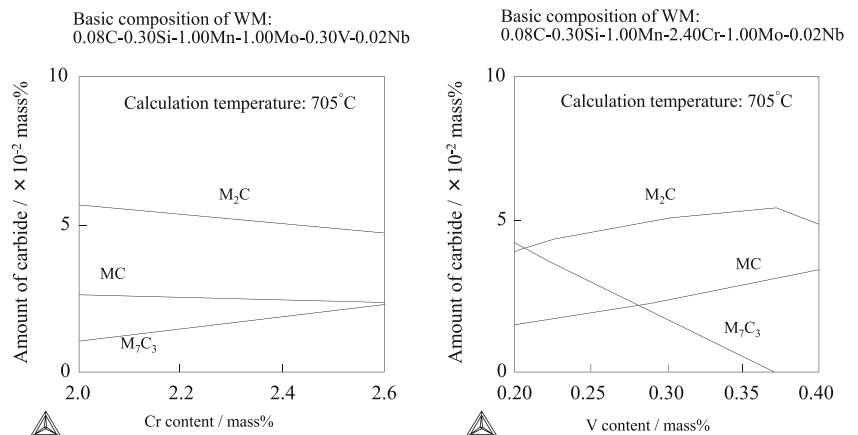 Basic composition of WM:
0.08C-0.30Si-1.00Mn-1.00Mo-0.30V-0.02Nb
Amount of carbide / ×10⁻² mass%
10
5
0
Calculation temperature: 705°C
M₂C
MC
M₇C₃
2.0 2.2 2.4 2.6
Cr content / mass%
Basic composition of WM:
0.08C-0.30Si-1.00Mn-2.40Cr-1.00Mo-0.02Nb
Amount of carbide / ×10⁻² mass%
10
5
0
Calculation temperature: 705°C
M₂C
MC
M₇C₃
0.20 0.25 0.30 0.35 0.40
V content / mass%